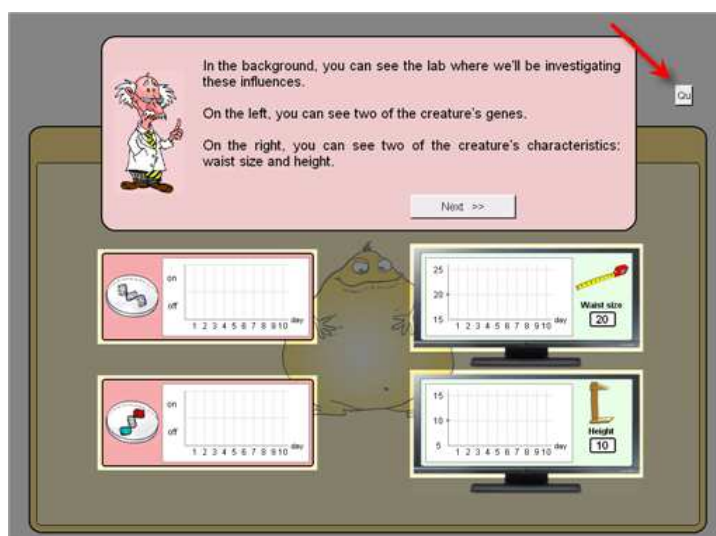 In the background, you can see the lab where we'll be investigating
these influences.
On the left, you can see two of the creature's genes.
On the right, you can see two of the creature's characteristics:
waist size and height.
Next >>
Qu
on
off
1 2 3 4 5 6 7 8 9 10 day
25
20
15
1 2 3 4 5 6 7 8 9 10 day
Waist size
20
on
off
1 2 3 4 5 6 7 8 9 10 day
15
10
5
1 2 3 4 5 6 7 8 9 10 day
Height
10